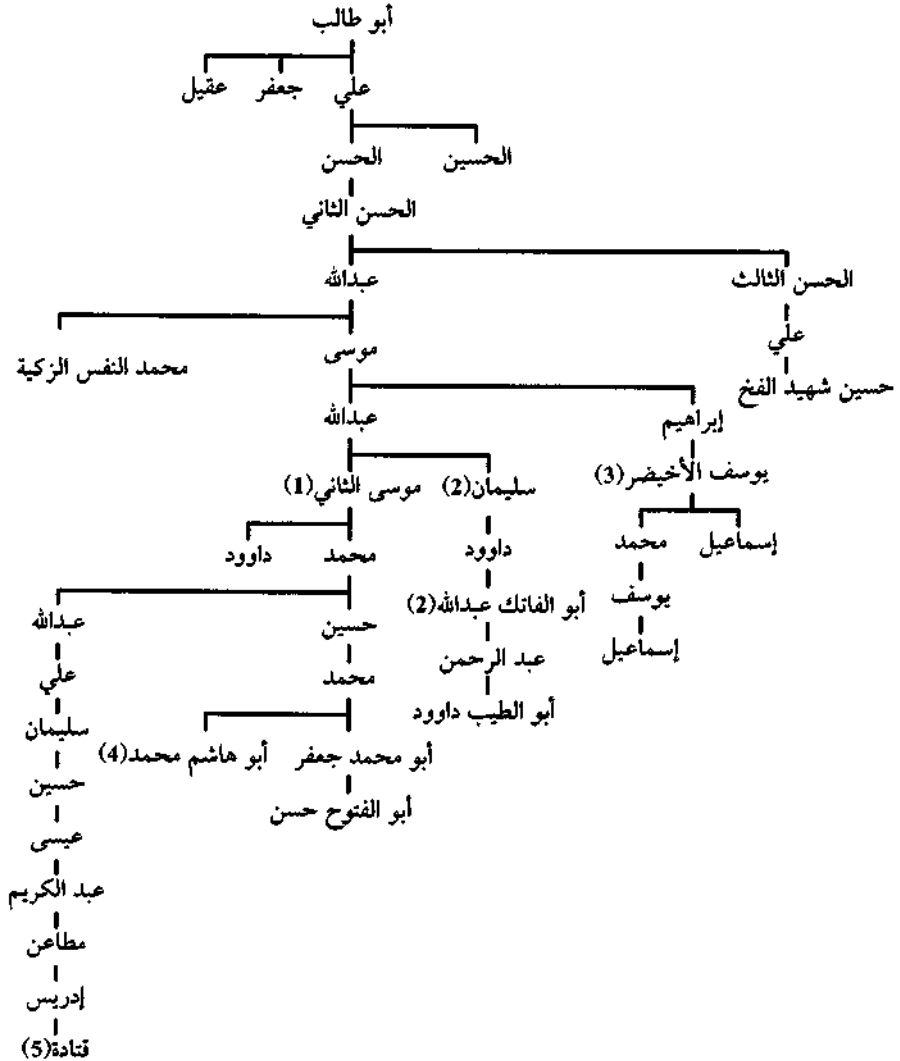 أبو طالب
علي جعفر عقيل
الحسين الحسن
الحسن الثاني
الحسن الثالث عبدالله
علي موسى محمد النفس الزكية
حسين شهيد الفخ
إبراهيم عبدالله
يوسف الأخيضر(3) سليمان(2) موسى الثاني(1)
إسماعيل محمد داوود محمد داوود
يوسف أبو الفاتك عبدالله(2) حسين عبدالله
إسماعيل عبد الرحمن محمد علي
أبو الطيب داوود سليمان
أبو محمد جعفر أبو هاشم محمد(4)
حسين
أبو الفتوح حسن
عيسى
عبد الكريم
مطاعن
إدريس
قتادة(5)